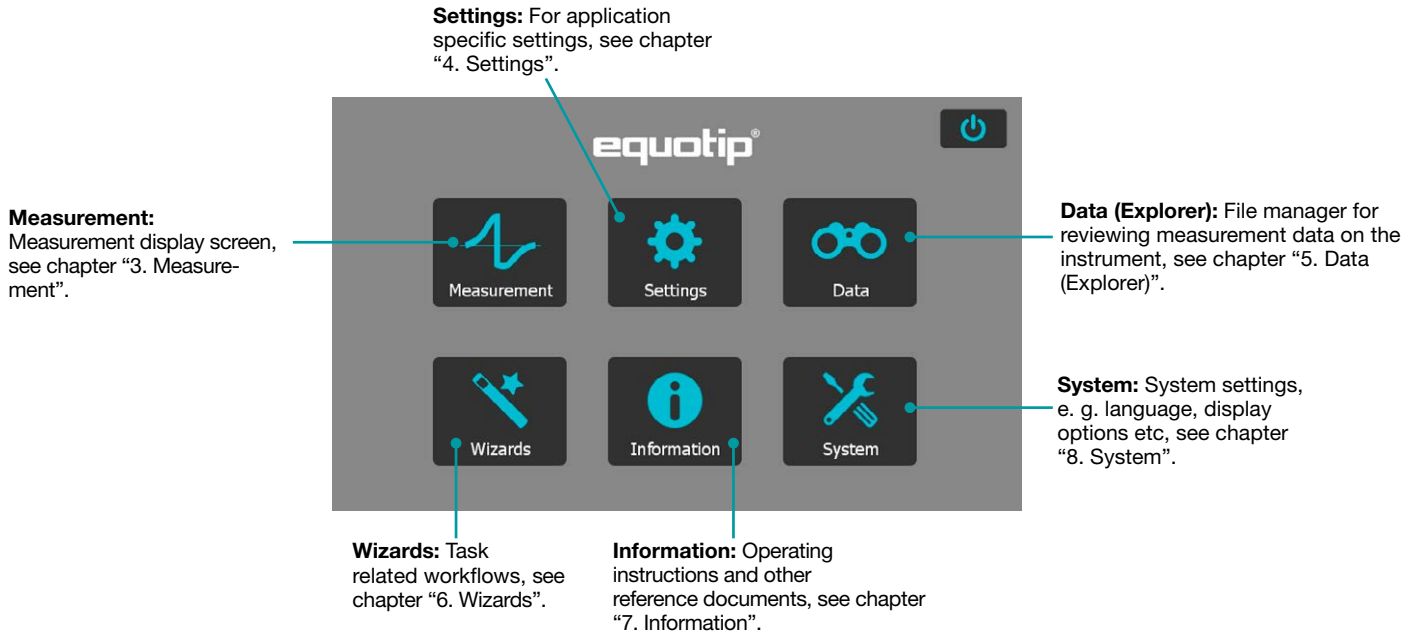 Settings: For application
specific settings, see chapter
“4. Settings”.
equotip®
Measurement:
Measurement display screen,
see chapter “3. Measure-
ment”.
Measurement
Settings
Data
Data (Explorer): File manager for
reviewing measurement data on the
instrument, see chapter “5. Data
(Explorer)”.
Wizards
Information
System
System: System settings,
e. g. language, display
options etc, see chapter
“8. System”.
Wizards: Task
related workflows, see
chapter “6. Wizards”.
Information: Operating
instructions and other
reference documents, see chapter
“7. Information”.